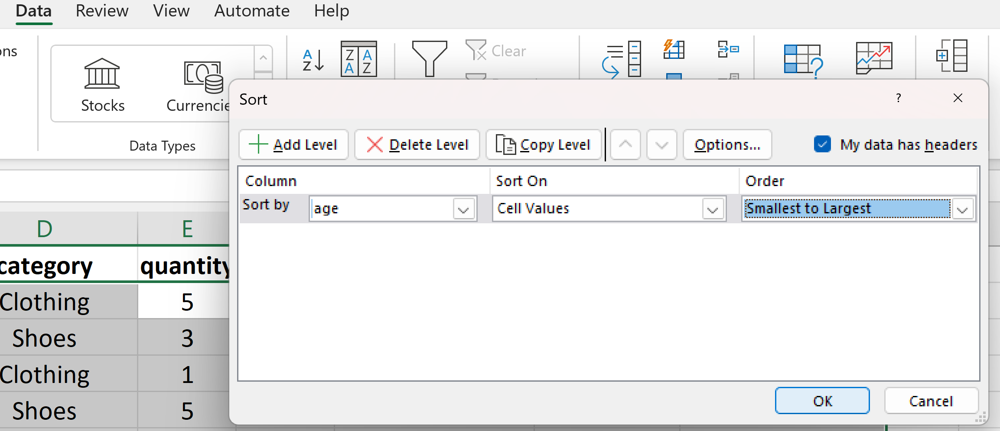 Data Review View Automate Help
ons
Clear
Stocks Currencie
Data Types
Sort
Add Level Delete Level Copy Level Options... My data has headers
Column Sort On Order
Sort by age Cell Values Smallest to Largest
D E
category quantity
Clothing 5
Shoes 3
Clothing 1
Shoes 5
OK Cancel